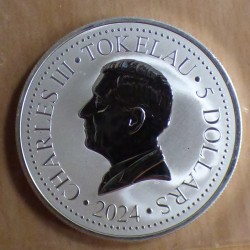 CHARLES III · TOKELAU · 5 DOLLARS · 2024 ·